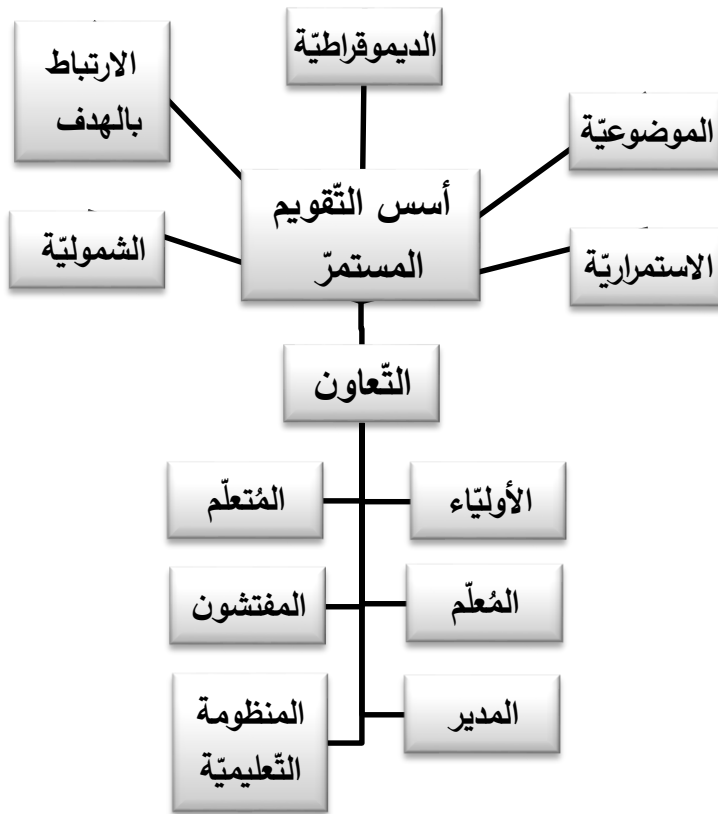 الديموقراطيّة
الارتباط
بالهدف
الموضوعيّة
أسس التّقويم
المستمرّ
الشموليّة
الاستمراريّة
التّعاون
الأوليّاء
المُتعلّم
المُعلّم
المفتشون
المدير
المنظومة
التّعليميّة